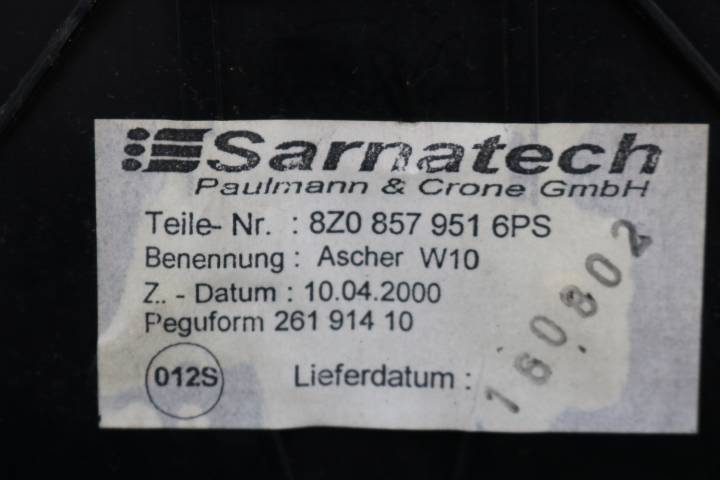 Sarnatech
Paulmann & Crone GmbH
Teile- Nr. : 8Z0 857 951 6PS
Benennung : Ascher W10
Z.. - Datum : 10.04.2000
Peguform 261 914 10
012S
Lieferdatum :
160802